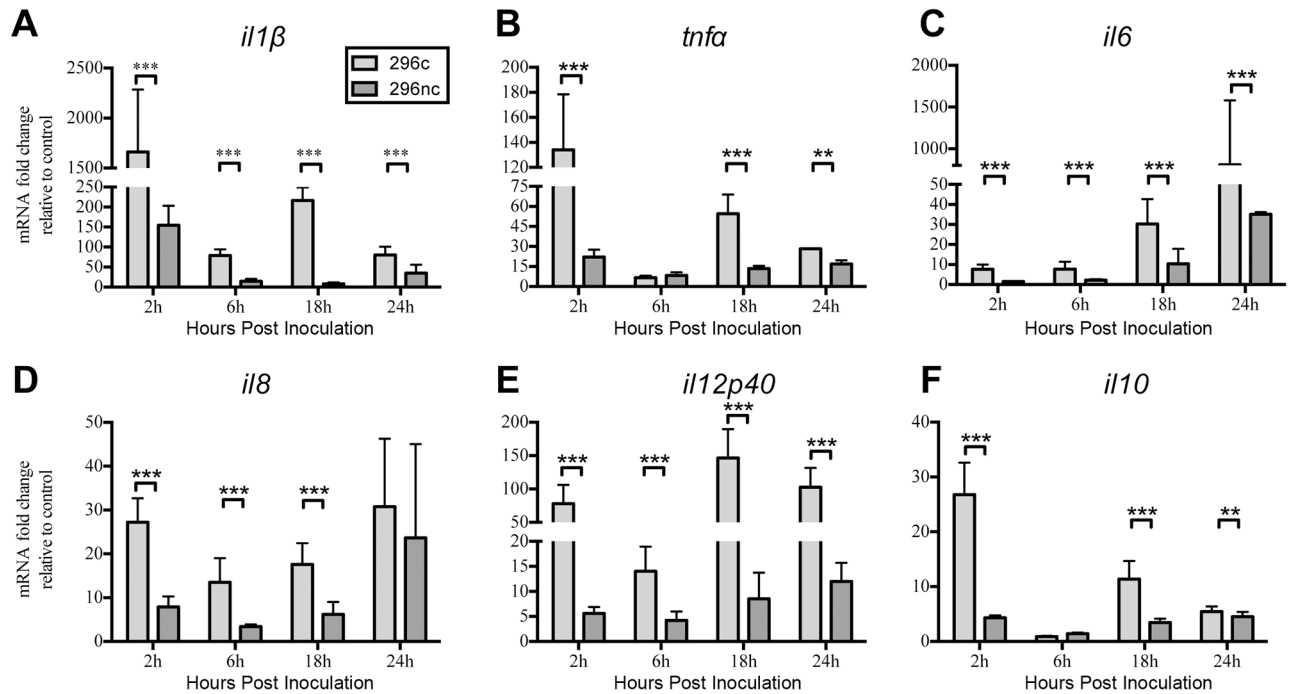 A
il1β
296c
296nc
mRNA fold change
relative to control
2500
2000
1500
250
200
150
100
50
0
***
***
***
***
2h
6h
18h
24h
Hours Post Inoculation
B
tnfα
200
180
160
140
120
75
60
45
30
15
0
***
***
**
2h
6h
18h
24h
Hours Post Inoculation
C
il6
2000
1500
1000
50
40
30
20
10
0
***
***
***
***
2h
6h
18h
24h
Hours Post Inoculation
D
il8
mRNA fold change
relative to control
50
40
30
20
10
0
***
***
***
2h
6h
18h
24h
Hours Post Inoculation
E
il12p40
200
150
100
50
20
15
10
5
0
***
***
***
***
2h
6h
18h
24h
Hours Post Inoculation
F
il10
40
30
20
10
0
***
***
**
2h
6h
18h
24h
Hours Post Inoculation